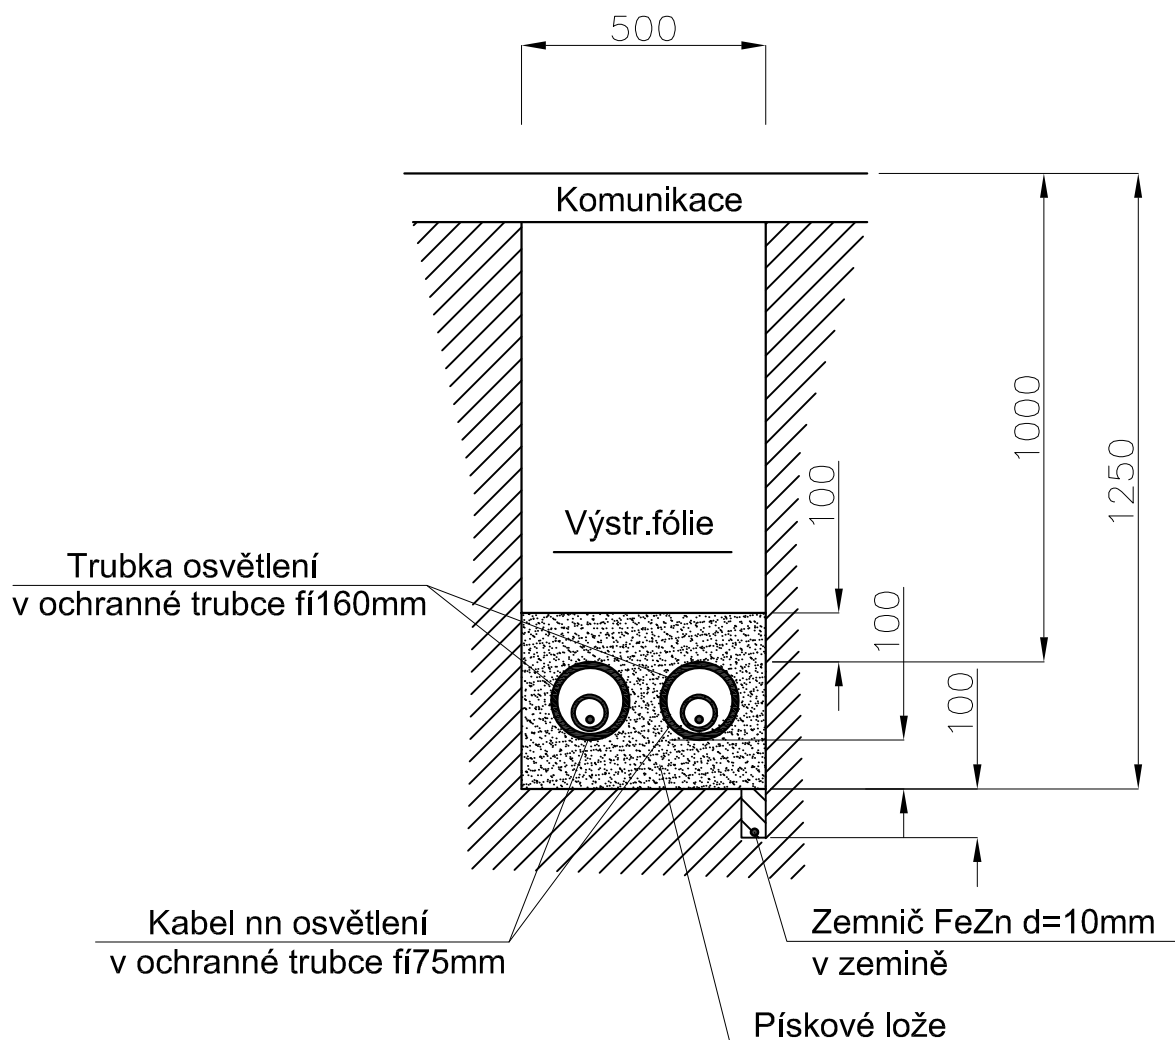 500
Komunikace
1000
1250
100
Výstr.fólie
Trubka osvětlení
v ochranné trubce fí160mm
100
100
Kabel nn osvětlení
v ochranné trubce fí75mm
Zemnič FeZn d=10mm
v zemině
Pískové lože